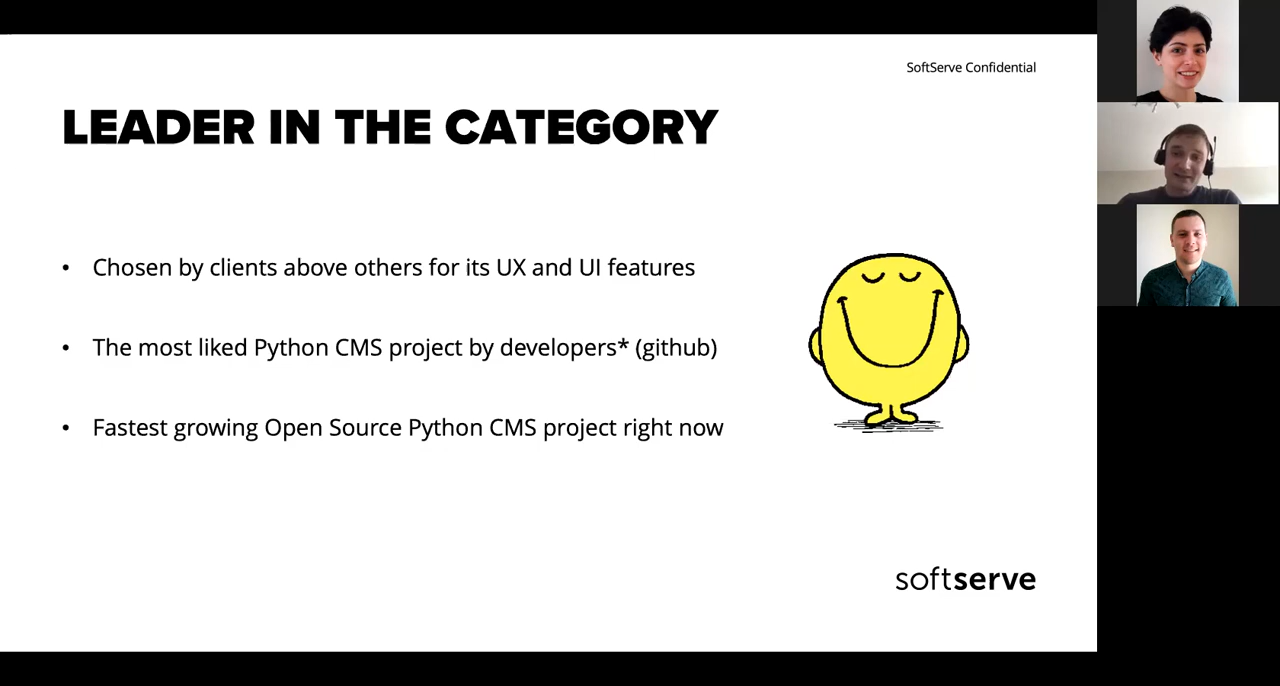 SoftServe Confidential
LEADER IN THE CATEGORY
• Chosen by clients above others for its UX and UI features
• The most liked Python CMS project by developers* (github)
• Fastest growing Open Source Python CMS project right now
softserve